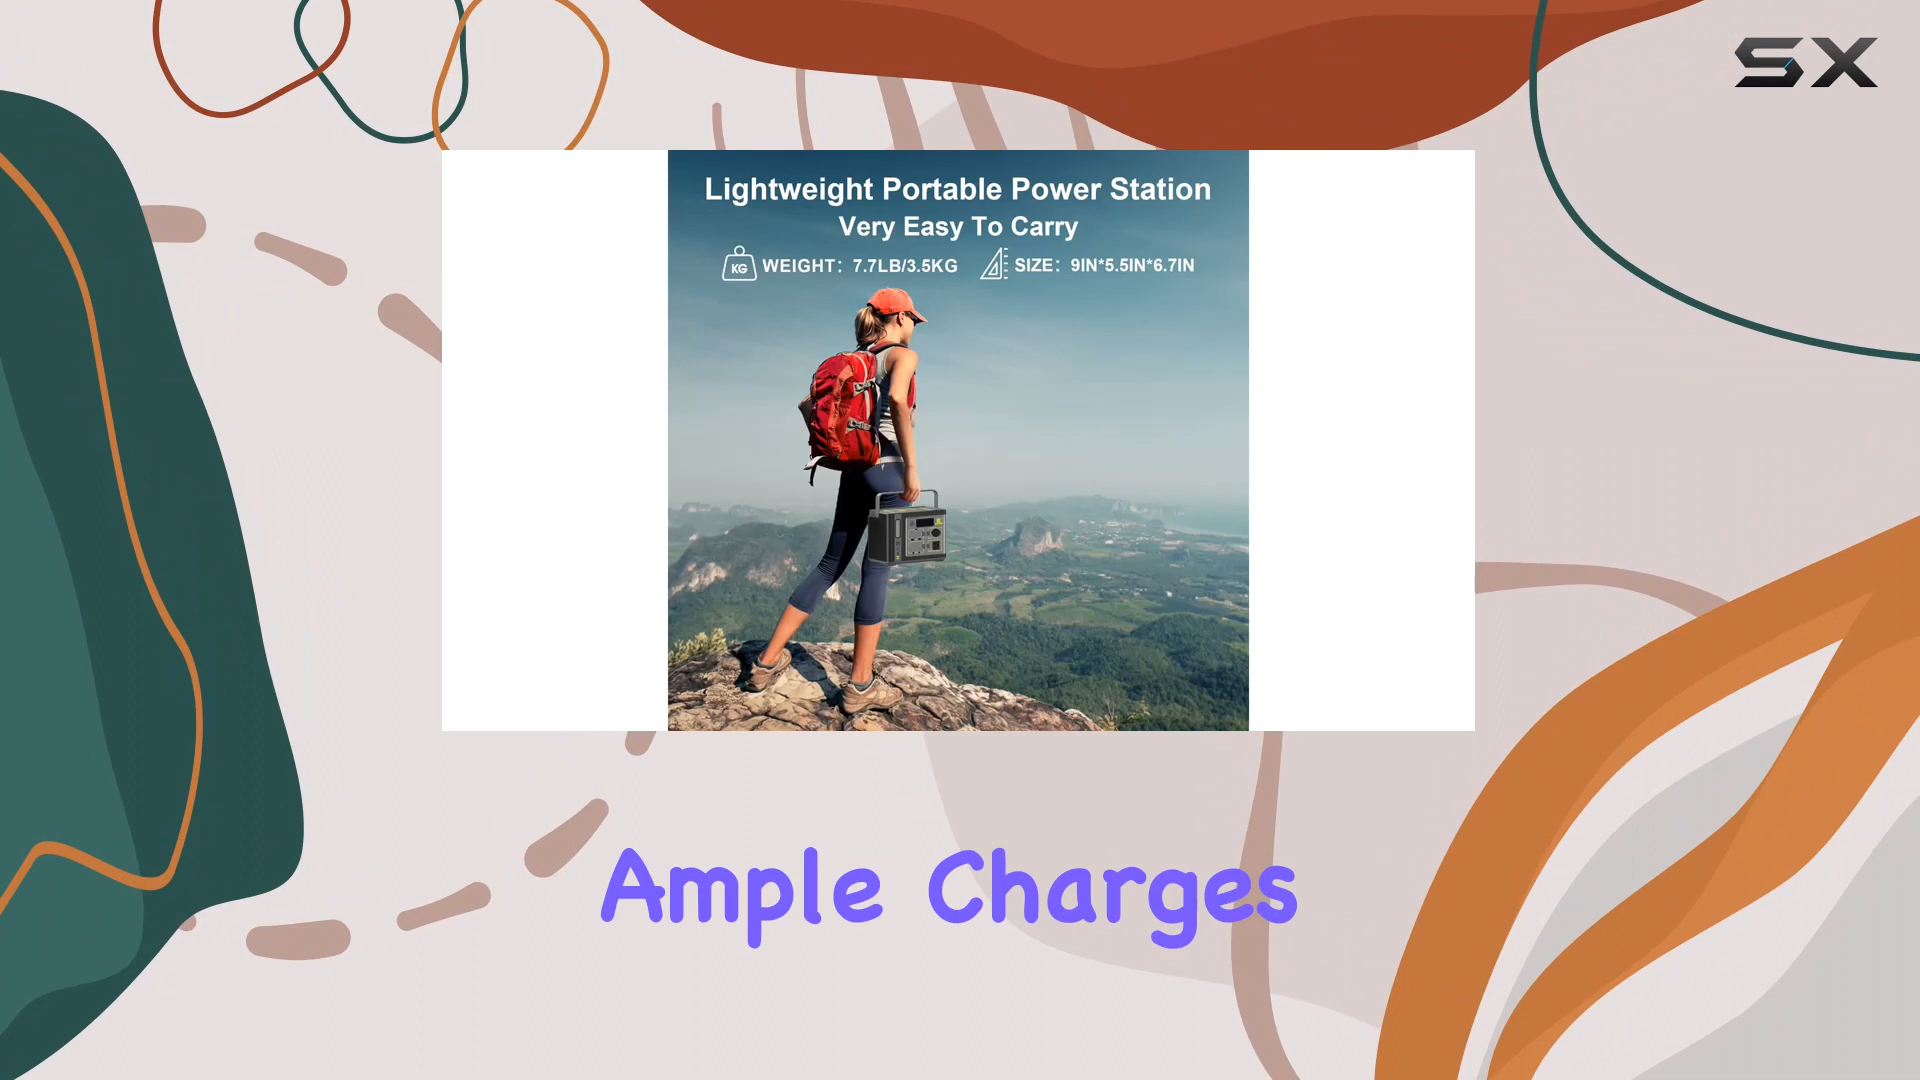 SX
Lightweight Portable Power Station
Very Easy To Carry
KG WEIGHT: 7.7LB/3.5KG SIZE: 9IN*5.5IN*6.7IN
Ample Charges